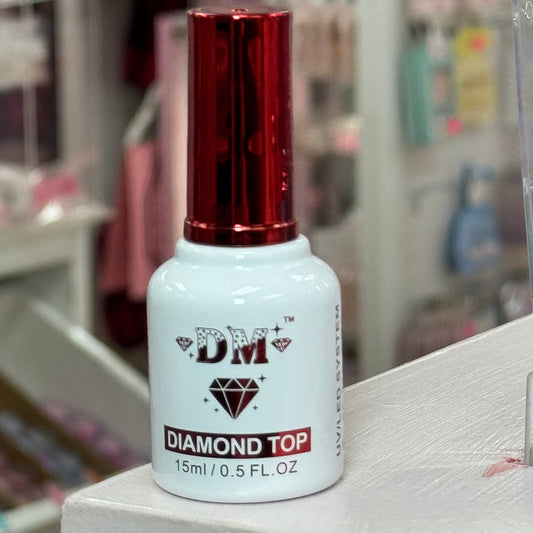 DM™
DIAMOND TOP
15ml / 0.5 FL.OZ
UV/LED SYSTEM